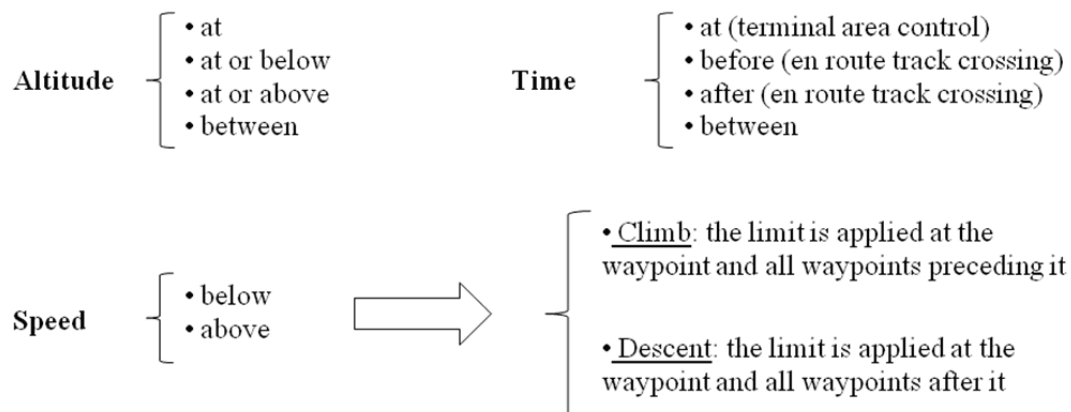 Altitude
• at
• at or below
• at or above
• between
Time
• at (terminal area control)
• before (en route track crossing)
• after (en route track crossing)
• between
Speed
• below
• above
• Climb: the limit is applied at the
waypoint and all waypoints preceding it
• Descent: the limit is applied at the
waypoint and all waypoints after it